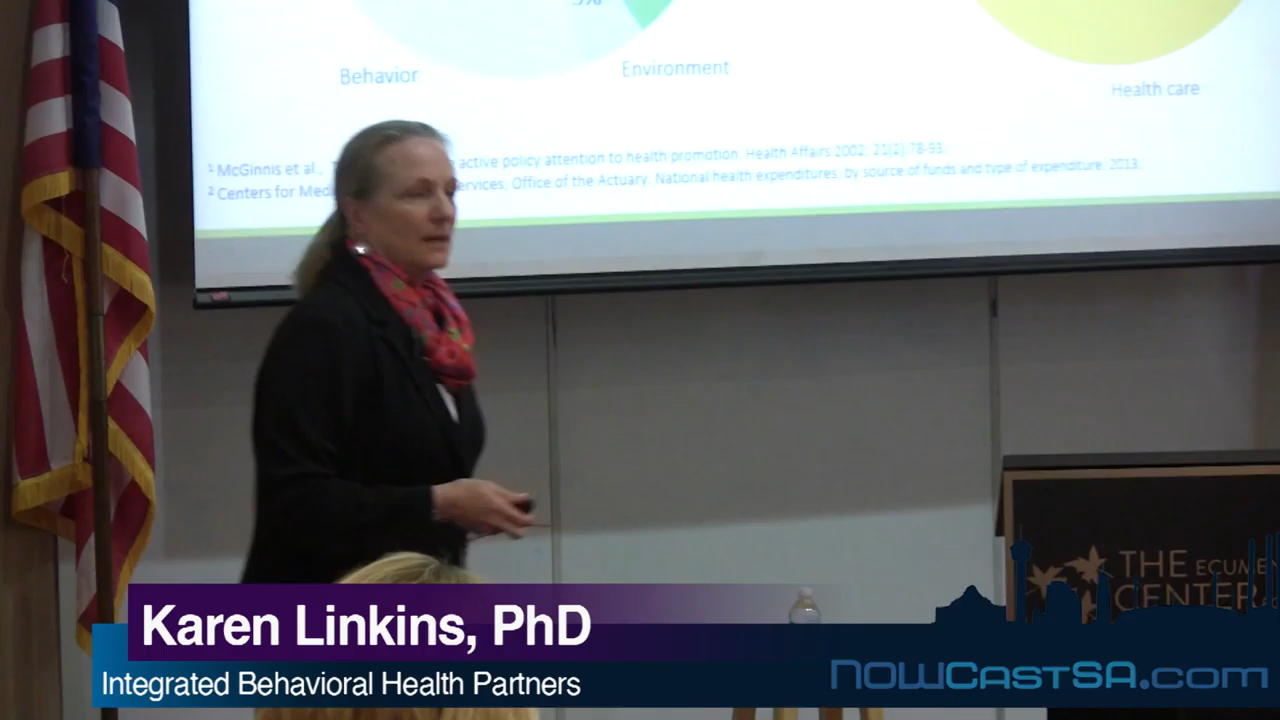 5%
Behavior
Environment
Health care
1 McGinnis et al.,
active policy attention to health promotion. Health Affairs 2002; 21(2):78-93.
2 Centers for Med
ervices, Office of the Actuary. National health expenditures, by source of funds and type of expenditure, 2013.
THE ECUME
CENTER
Karen Linkins, PhD
Integrated Behavioral Health Partners
NOWCASTSA.com